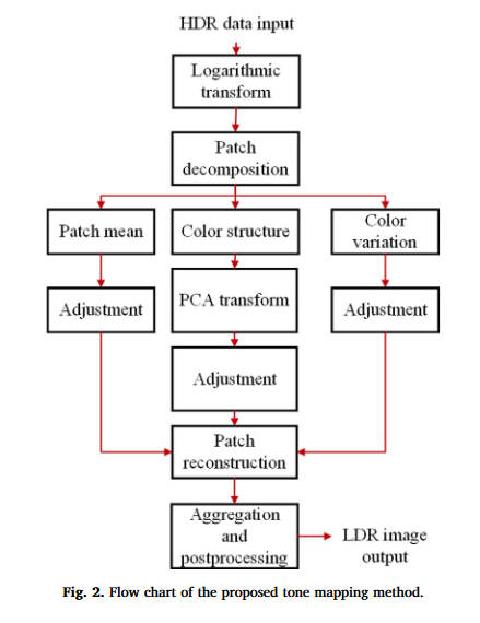 HDR data input
Logarithmic
transform
Patch
decomposition
Patch mean
Color structure
Color
variation
Adjustment
PCA transform
Adjustment
Adjustment
Patch
reconstruction
Aggregation
and
postprocessing
LDR image
output
Fig. 2. Flow chart of the proposed tone mapping method.